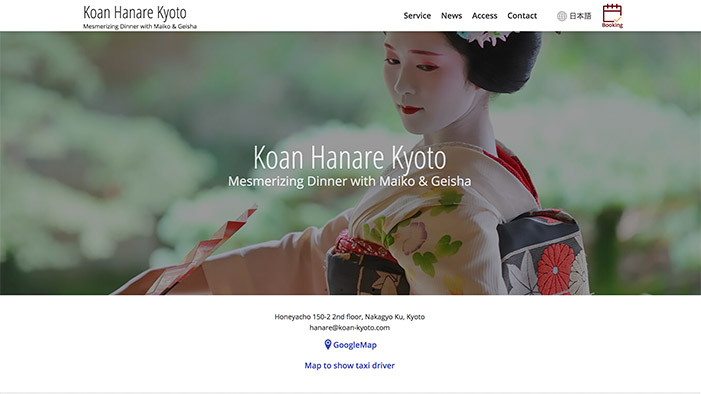 Koan Hanare Kyoto
Mesmerizing Dinner with Maiko & Geisha
Service News Access Contact 日本語 Booking
Koan Hanare Kyoto
Mesmerizing Dinner with Maiko & Geisha
Honeyacho 150-2 2nd floor, Nakagyo Ku, Kyoto
hanare@koan-kyoto.com
GoogleMap
Map to show taxi driver